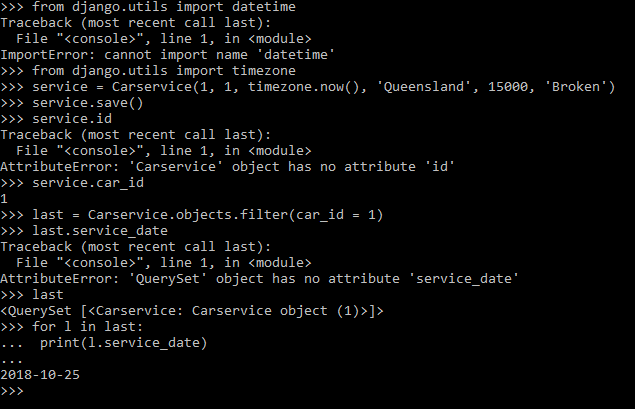 >>> from django.utils import datetime
Traceback (most recent call last):
  File "<console>", line 1, in <module>
ImportError: cannot import name 'datetime'
>>> from django.utils import timezone
>>> service = Carservice(1, 1, timezone.now(), 'Queensland', 15000, 'Broken')
>>> service.save()
>>> service.id
Traceback (most recent call last):
  File "<console>", line 1, in <module>
AttributeError: 'Carservice' object has no attribute 'id'
>>> service.car_id
1
>>> last = Carservice.objects.filter(car_id = 1)
>>> last.service_date
Traceback (most recent call last):
  File "<console>", line 1, in <module>
AttributeError: 'QuerySet' object has no attribute 'service_date'
>>> last
<QuerySet [<Carservice: Carservice object (1)>]>
>>> for l in last:
...  print(l.service_date)
...
2018-10-25
>>>